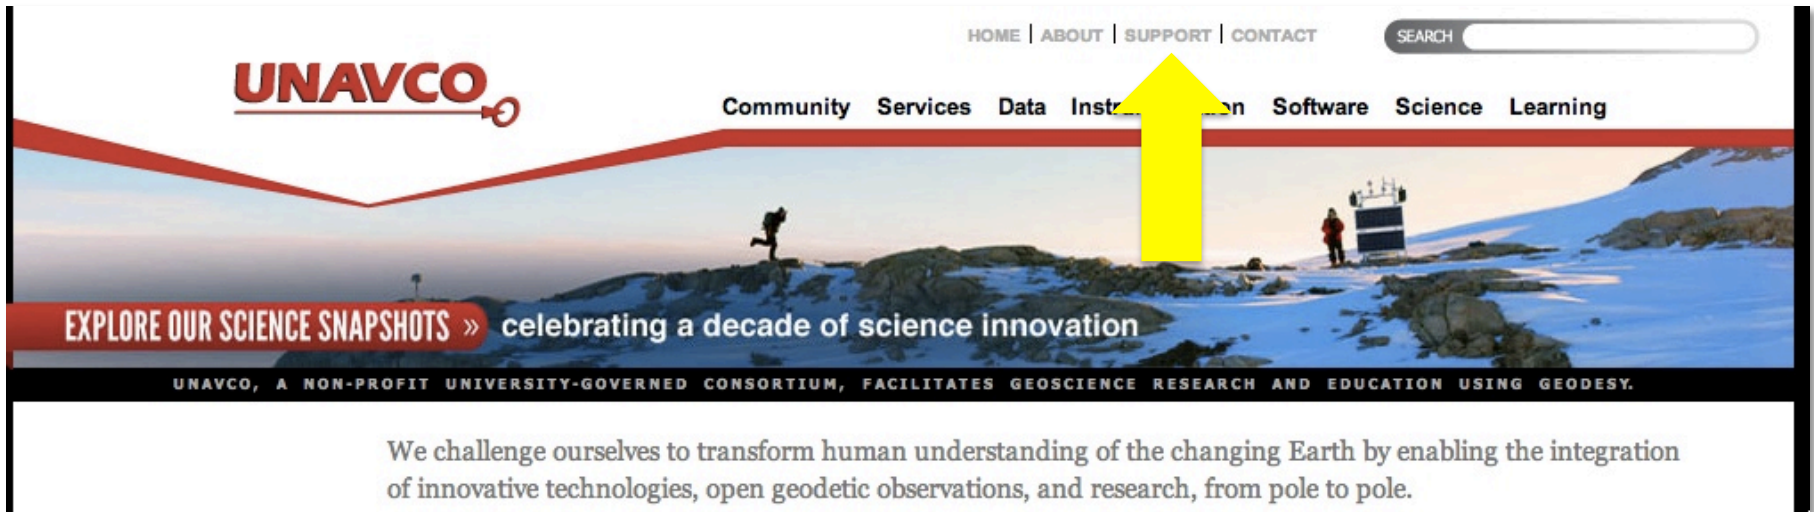 HOME | ABOUT | SUPPORT | CONTACT
SEARCH
UNAVCO
Community Services Data Software Science Learning
EXPLORE OUR SCIENCE SNAPSHOTS » celebrating a decade of science innovation
UNAVCO, A NON-PROFIT UNIVERSITY-GOVERNED CONSORTIUM, FACILITATES GEOSCIENCE RESEARCH AND EDUCATION USING GEODESY.
We challenge ourselves to transform human understanding of the changing Earth by enabling the integration
of innovative technologies, open geodetic observations, and research, from pole to pole.